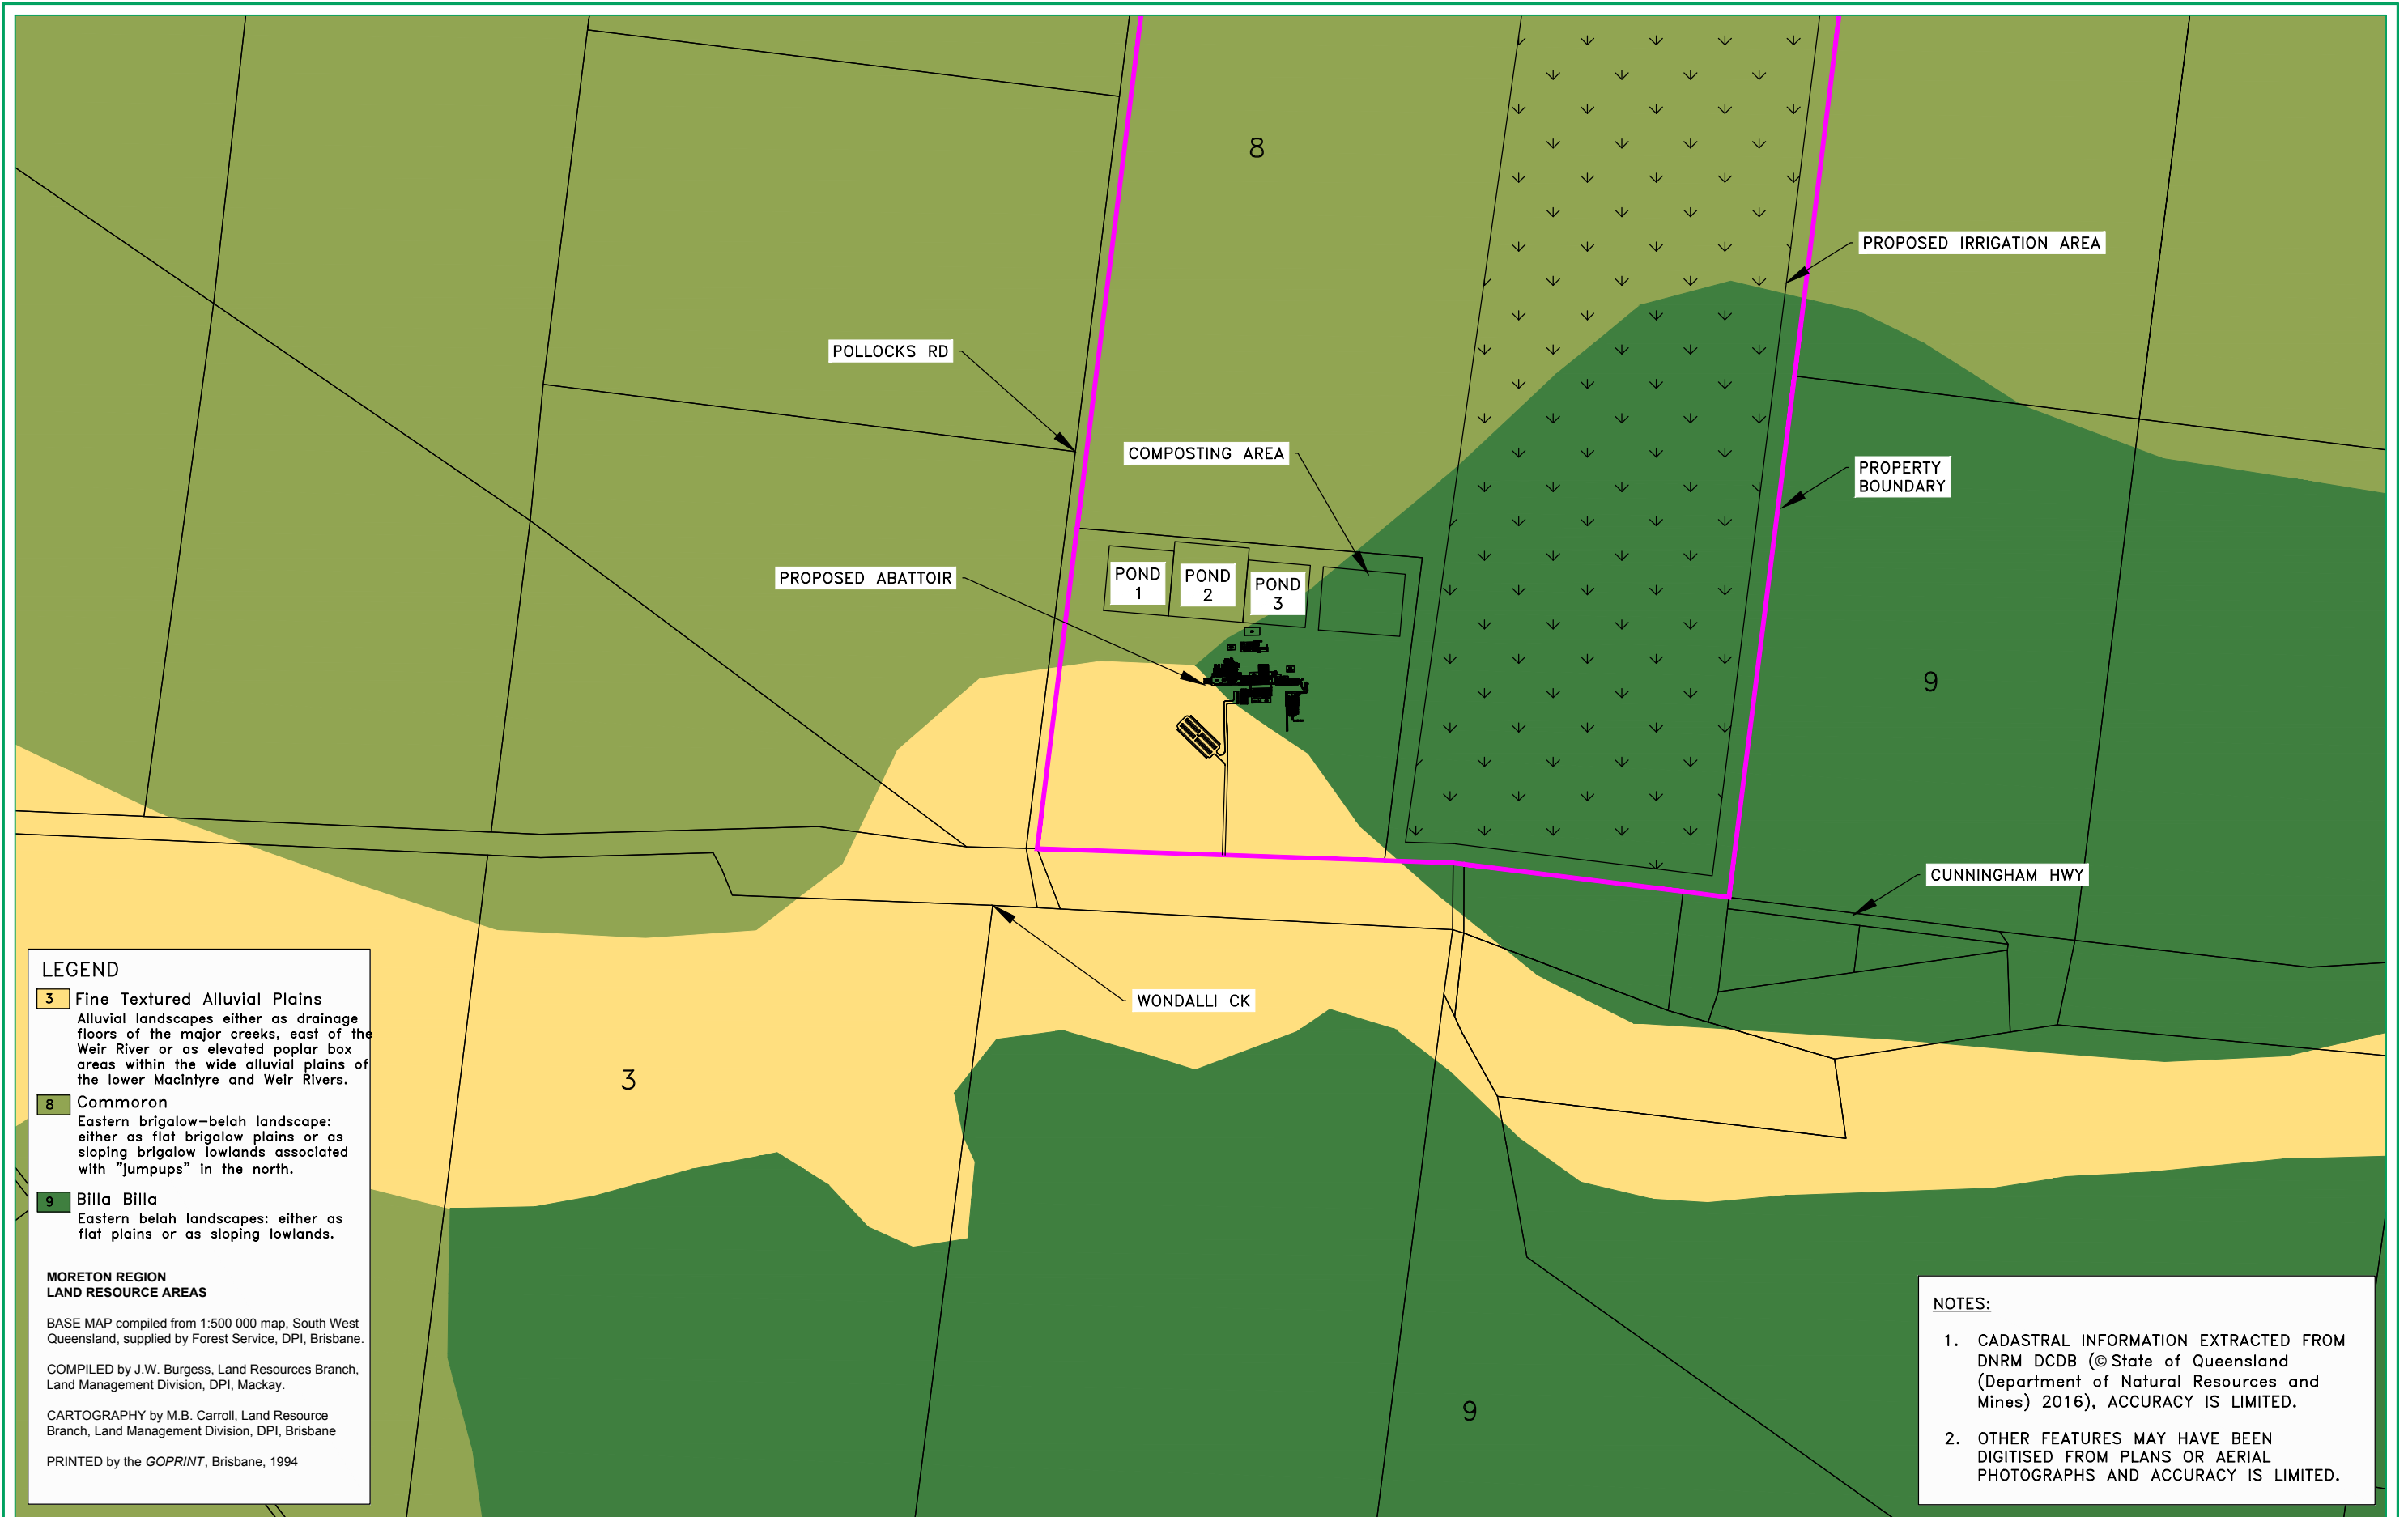 8
PROPOSED IRRIGATION AREA
POLLOCKS RD
COMPOSTING AREA
PROPERTY
BOUNDARY
PROPOSED ABATTOIR
POND
1
POND
2
POND
3
9
CUNNINGHAM HWY
WONDALLI CK
3
9
LEGEND
3 Fine Textured Alluvial Plains
Alluvial landscapes either as drainage
floors of the major creeks, east of the
Weir River or as elevated poplar box
areas within the wide alluvial plains of
the lower Macintyre and Weir Rivers.
8 Commoron
Eastern brigalow-belah landscape:
either as flat brigalow plains or as
sloping brigalow lowlands associated
with "jumpups" in the north.
9 Billa Billa
Eastern belah landscapes: either as
flat plains or as sloping lowlands.
MORETON REGION
LAND RESOURCE AREAS
BASE MAP compiled from 1:500 000 map, South West
Queensland, supplied by Forest Service, DPI, Brisbane.
COMPILED by J.W. Burgess, Land Resources Branch,
Land Management Division, DPI, Mackay.
CARTOGRAPHY by M.B. Carroll, Land Resource
Branch, Land Management Division, DPI, Brisbane
PRINTED by the GOPRINT, Brisbane, 1994
NOTES:
1. CADASTRAL INFORMATION EXTRACTED FROM
DNRM DCDB (© State of Queensland
(Department of Natural Resources and
Mines) 2016), ACCURACY IS LIMITED.
2. OTHER FEATURES MAY HAVE BEEN
DIGITISED FROM PLANS OR AERIAL
PHOTOGRAPHS AND ACCURACY IS LIMITED.